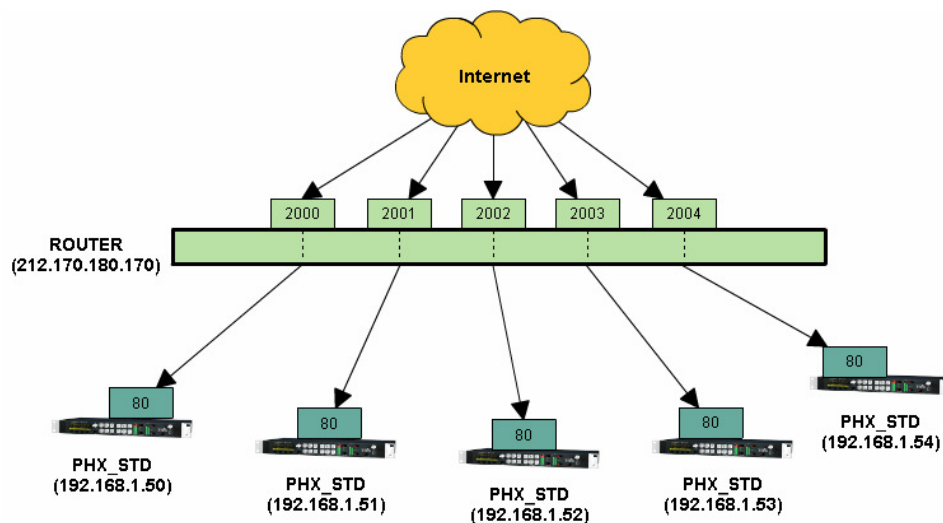 Internet
2000
2001
2002
2003
2004
ROUTER
(212.170.180.170)
80
PHX_STD
(192.168.1.50)
80
PHX_STD
(192.168.1.51)
80
PHX_STD
(192.168.1.52)
80
PHX_STD
(192.168.1.53)
80
PHX_STD
(192.168.1.54)